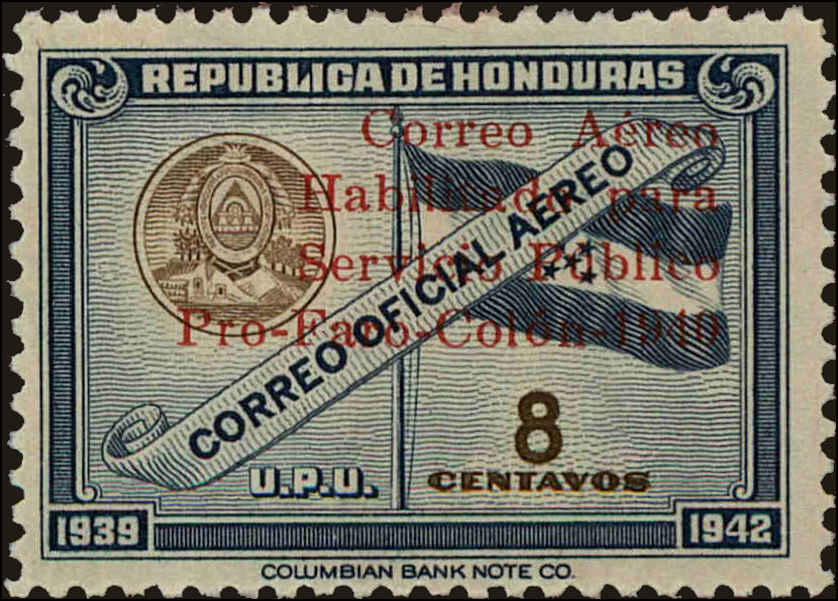 REPUBLICA DE HONDURAS
Correo Aéreo
Habilitado para
Servicio Público
Pro-Faro-Colón-1940
CORREO OFICIAL AÉREO
8
CENTAVOS
U.P.U.
1939
1942
COLUMBIAN BANK NOTE CO.